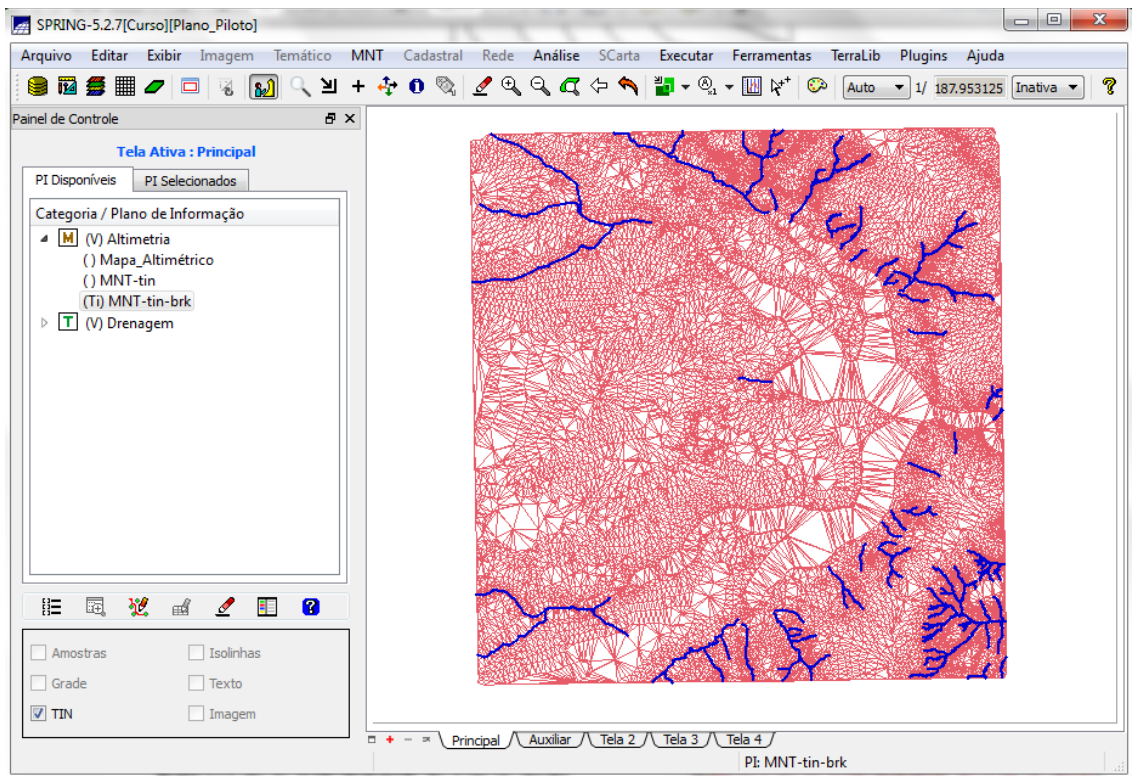 SPRING-5.2.7[Curso][Plano_Piloto]
Arquivo Editar Exibir Imagem Temático MNT Cadastral Rede Análise SCarta Executar Ferramentas TerraLib Plugins Ajuda
Auto 1/ 187.953125 Inativa
Painel de Controle
Tela Ativa : Principal
PI Disponíveis PI Selecionados
Categoria / Plano de Informação
M (V) Altimetria
( ) Mapa_Altimétrico
( ) MNT-tin
(Ti) MNT-tin-brk
T (V) Drenagem
Amostras Isolinhas
Grade Texto
TIN Imagem
Principal Auxiliar Tela 2 Tela 3 Tela 4
PI: MNT-tin-brk